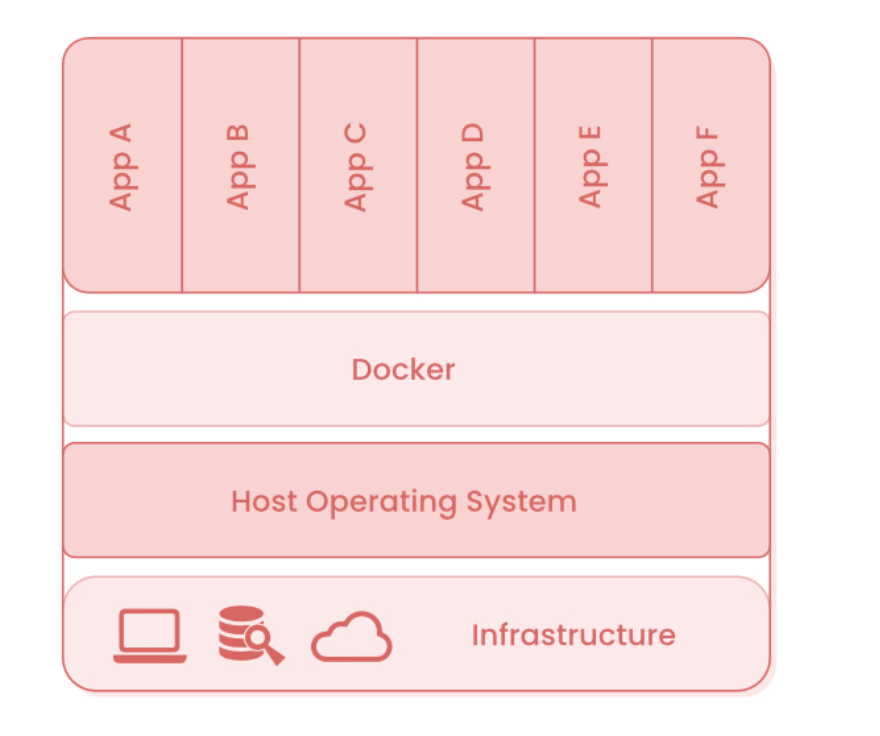 App A
App B
App C
App D
App E
App F
Docker
Host Operating System
Infrastructure